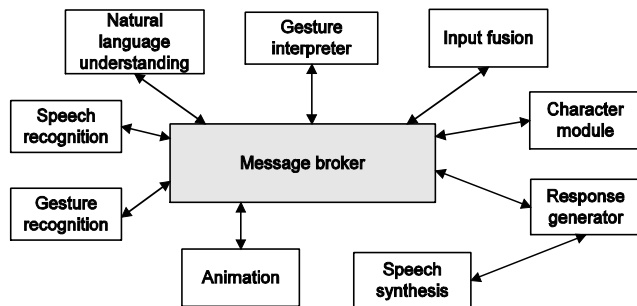 Natural
language
understanding
Gesture
interpreter
Input fusion
Speech
recognition
Character
module
Message broker
Gesture
recognition
Response
generator
Animation
Speech
synthesis